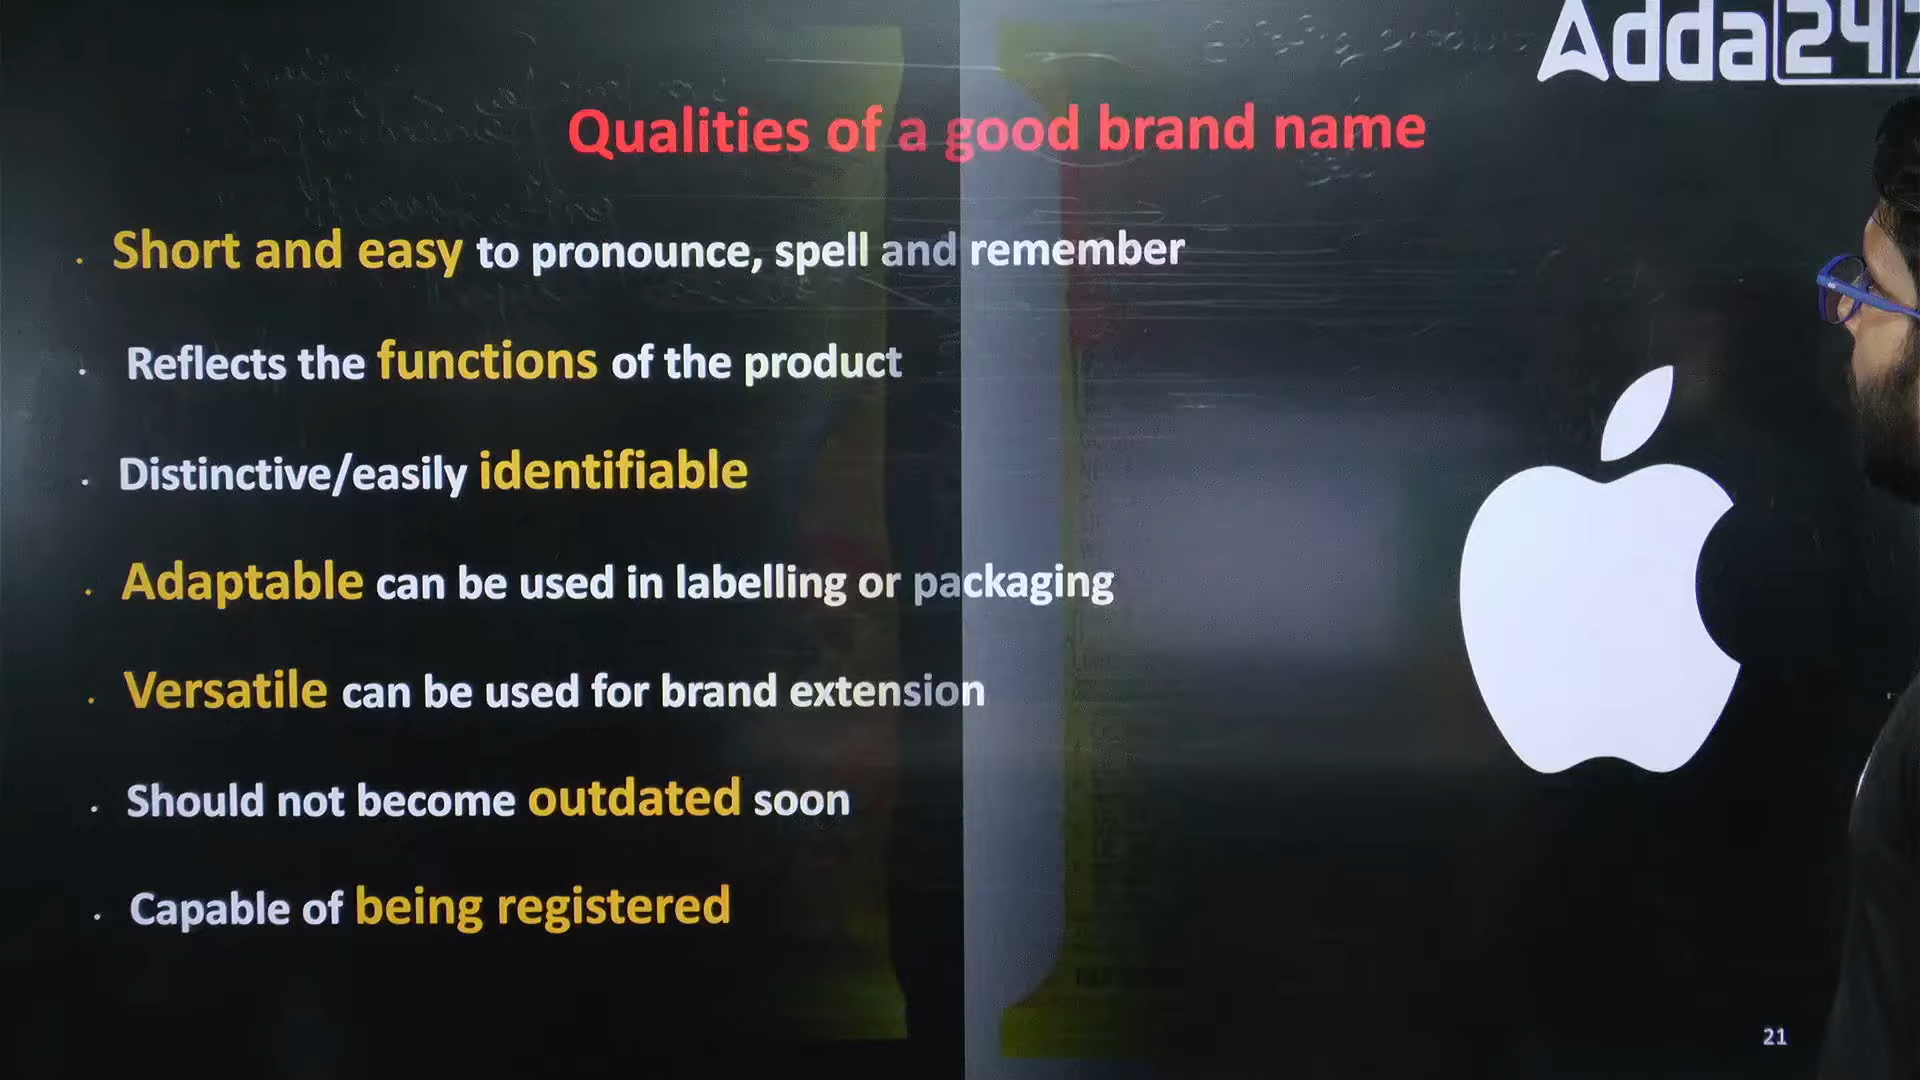 Adda247
Qualities of a good brand name
Short and easy to pronounce, spell and remember
Reflects the functions of the product
Distinctive/easily identifiable
Adaptable can be used in labelling or packaging
Versatile can be used for brand extension
Should not become outdated soon
Capable of being registered
21